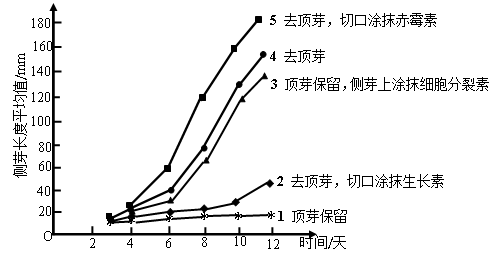 侧芽长度平均值/mm
180
160
140
120
100
80
60
40
20
O
2
4
6
8
10
12
时间/天
5 去顶芽，切口涂抹赤霉素
4 去顶芽
3 顶芽保留，侧芽上涂抹细胞分裂素
2 去顶芽，切口涂抹生长素
1 顶芽保留